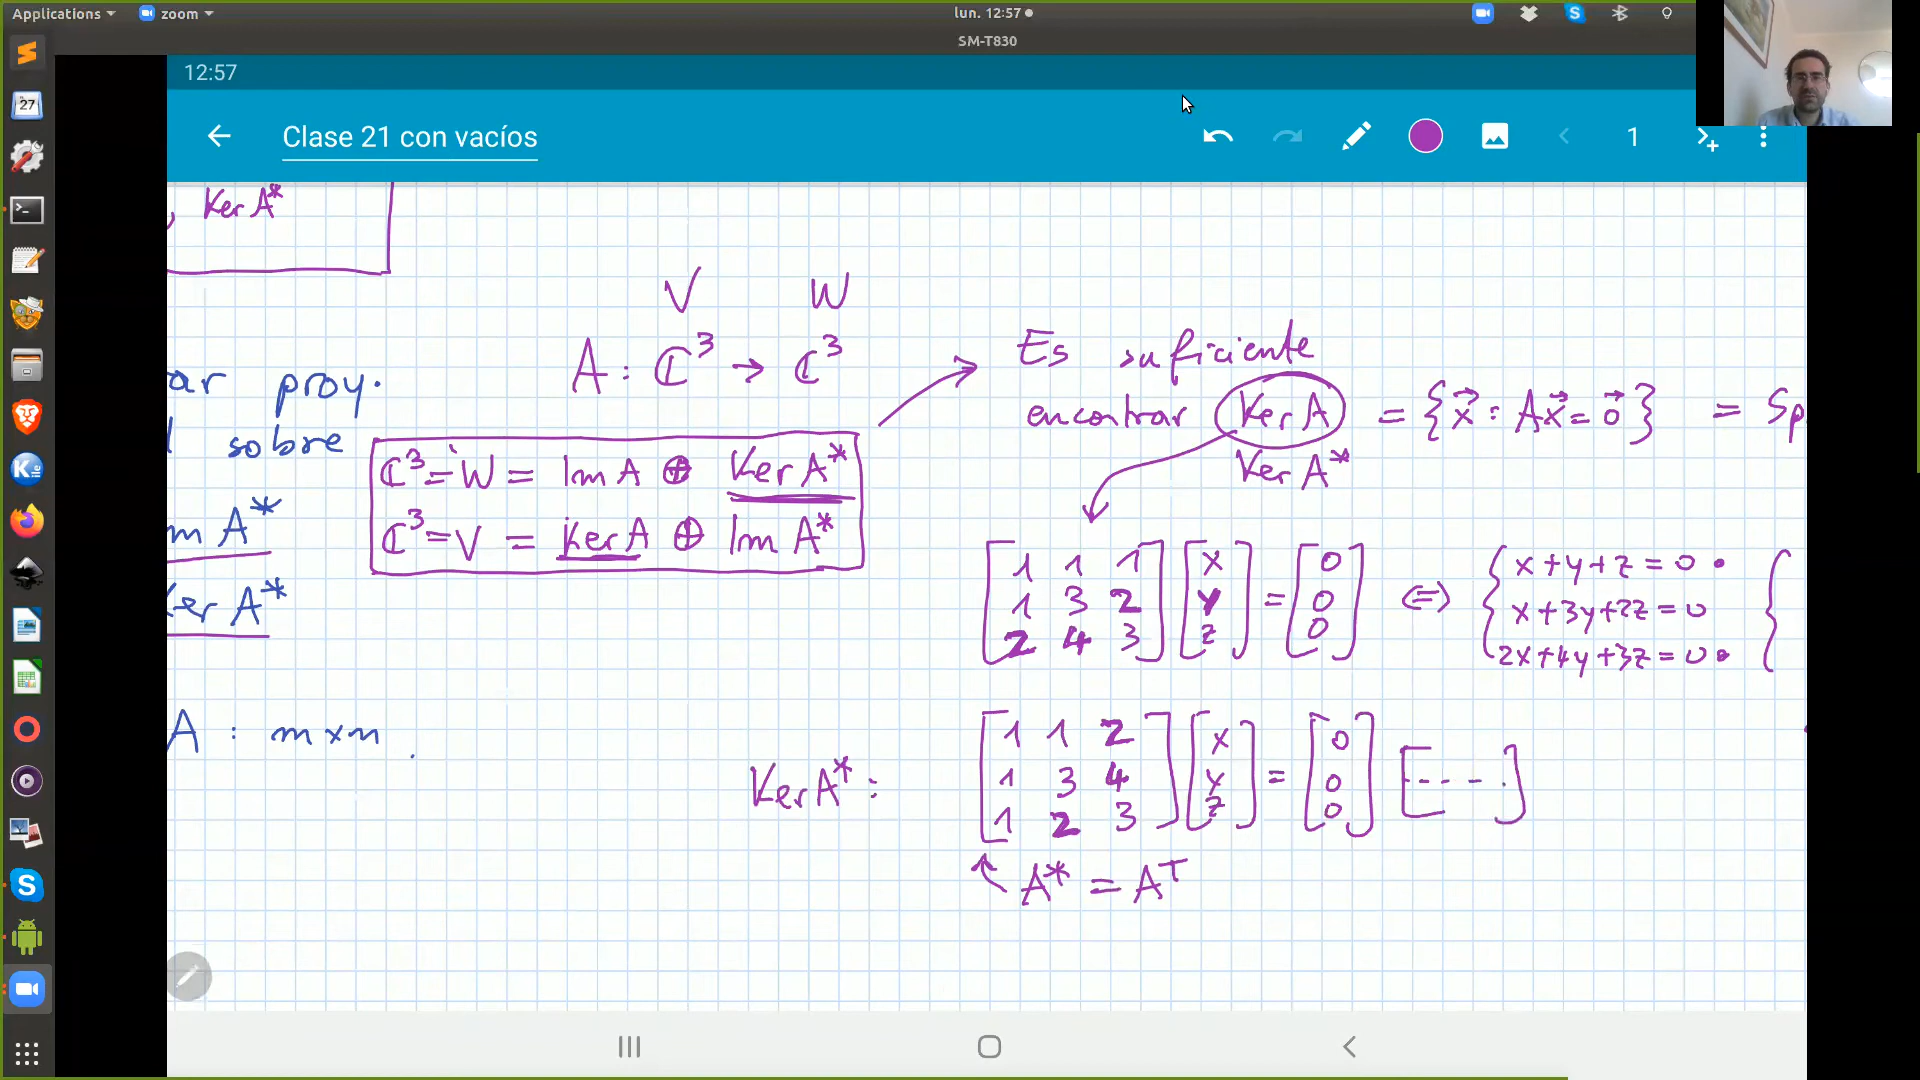 Applications zoom lun. 12:57
SM-T830
12:57
Clase 21 con vacíos 1
, Ker A*
V W
A : ℂ³ → ℂ³
ar proy.
l sobre
m A*
Ker A*
A : m×n .
ℂ³ = W = Im A ⊕ Ker A*
ℂ³ = V = Ker A ⊕ Im A*
Es suficiente
encontrar Ker A = { x⃗ : Ax⃗ = 0⃗ } = Sp
Ker A*
[1 1 1] [x] = [0] ⇔ { x + y + z = 0 •
[1 3 2] [y] = [0] { x + 3y + 2z = 0
[2 4 3] [z] = [0] { 2x + 4y + 3z = 0 •
Ker A* :
[1 1 2] [x] = [0]
[1 3 4] [y] = [0] [- - - - .]
[1 2 3] [z] = [0]
A* = Aᵀ
27